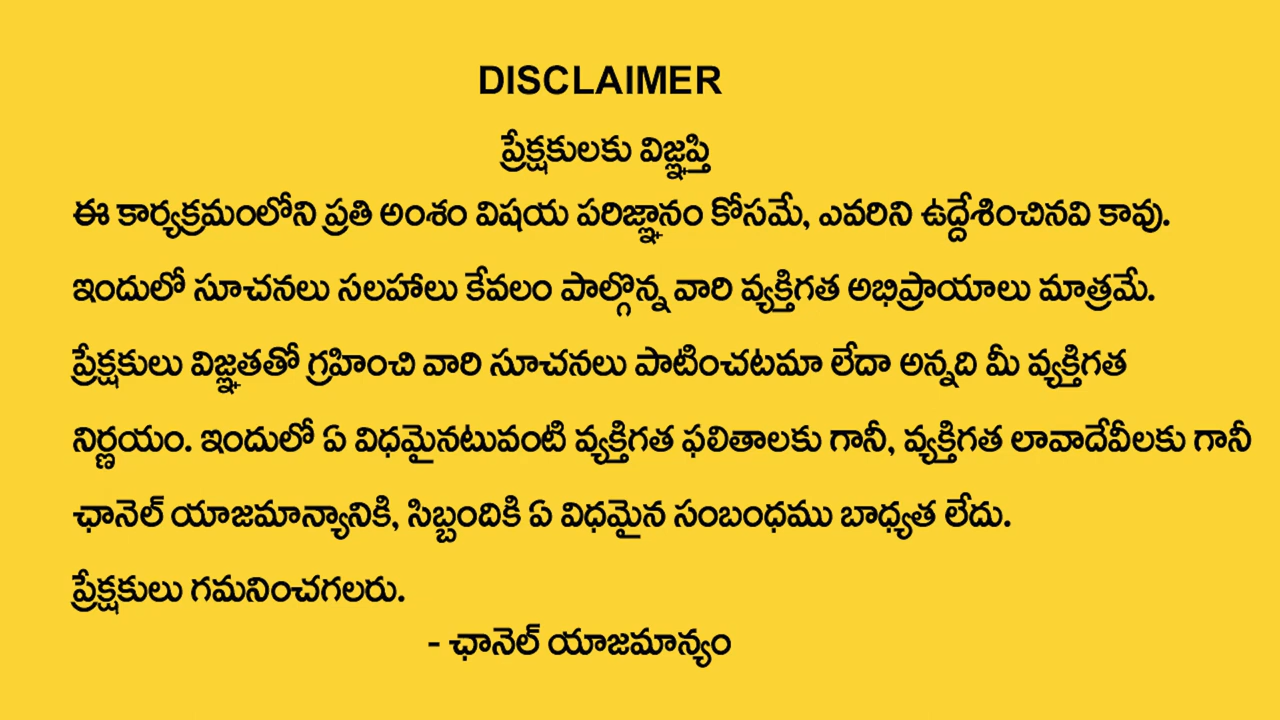 DISCLAIMER
ప్రేక్షకులకు విజ్ఞప్తి
ఈ కార్యక్రమంలోని ప్రతి అంశం విషయ పరిజ్ఞానం కోసమే, ఎవరిని ఉద్దేశించినవి కావు.
ఇందులో సూచనలు సలహాలు కేవలం పాల్గొన్న వారి వ్యక్తిగత అభిప్రాయాలు మాత్రమే.
ప్రేక్షకులు విజ్ఞతతో గ్రహించి వారి సూచనలు పాటించటమా లేదా అన్నది మీ వ్యక్తిగత
నిర్ణయం. ఇందులో ఏ విధమైనటువంటి వ్యక్తిగత ఫలితాలకు గానీ, వ్యక్తిగత లావాదేవీలకు గానీ
ఛానెల్ యాజమాన్యానికి, సిబ్బందికి ఏ విధమైన సంబంధము బాధ్యత లేదు.
ప్రేక్షకులు గమనించగలరు.
- ఛానెల్ యాజమాన్యం